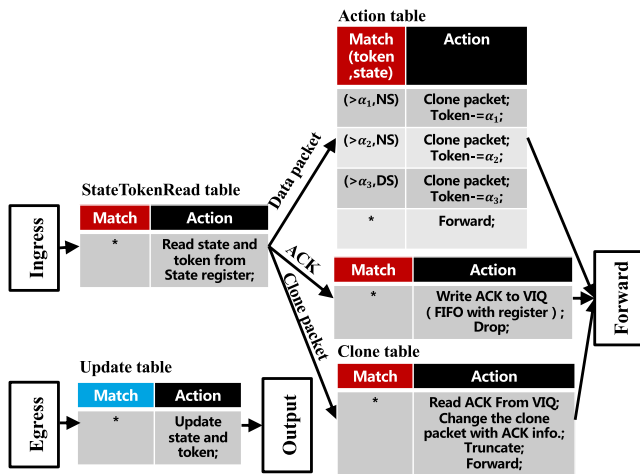 Action table
Match
(token
,state)
Action
(>α₁,NS)
Clone packet;
Token-=α₁;
(>α₂,NS)
Clone packet;
Token-=α₂;
(>α₃,DS)
Clone packet;
Token-=α₃;
*
Forward;
Data packet
StateTokenRead table
Match
Action
*
Read state and
token from
State register;
Ingress
ACK
Match
Action
*
Write ACK to VIQ
( FIFO with register ) ;
Drop;
Forward
Clone packet
Clone table
Match
Action
*
Read ACK From VIQ;
Change the clone
packet with ACK info.;
Truncate;
Forward;
Update table
Match
Action
*
Update
state and
token;
Egress
Output